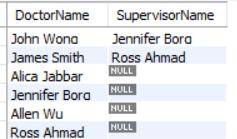 DoctorName SupervisorName
John Wong Jennifer Borg
James Smith Ross Ahmad
Alica Jabbar NULL
Jennifer Borg NULL
Allen Wu NULL
Ross Ahmad NULL